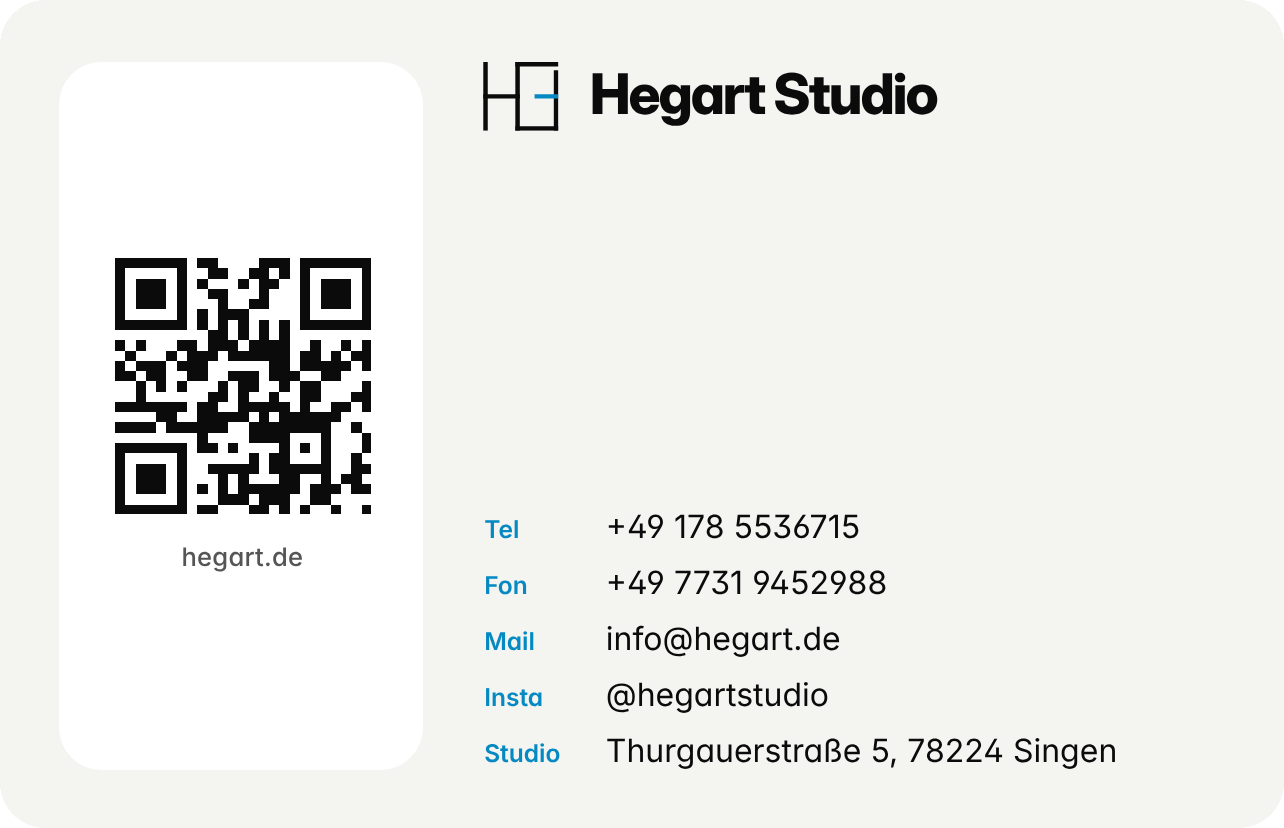 Hegart Studio
hegart.de
Tel +49 178 5536715
Fon +49 7731 9452988
Mail info@hegart.de
Insta @hegartstudio
Studio Thurgauerstraße 5, 78224 Singen